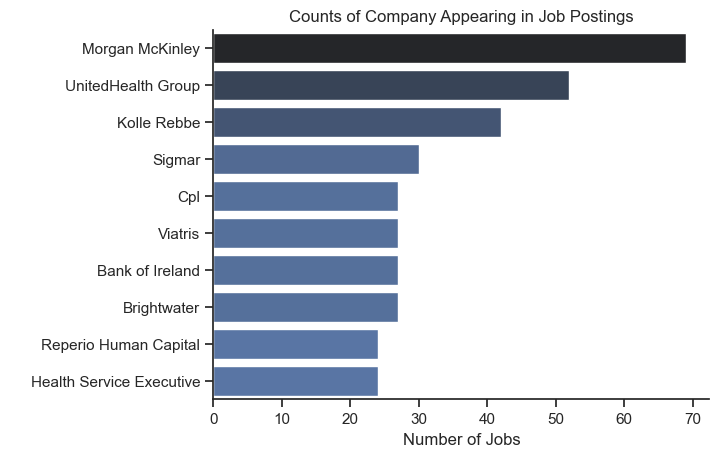 Counts of Company Appearing in Job Postings
Morgan McKinley
UnitedHealth Group
Kolle Rebbe
Sigmar
Cpl
Viatris
Bank of Ireland
Brightwater
Reperio Human Capital
Health Service Executive
0 10 20 30 40 50 60 70
Number of Jobs